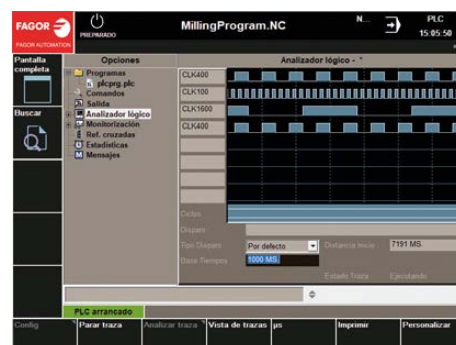 FAGOR
FAGOR AUTOMATION
PREPARADO
MillingProgram.NC
N...
PLC
15:05:50
Pantalla completa
Buscar
Opciones
Programas
plcprg.plc
Comandos
Salida
Analizador lógico
Monitorización
Ref. cruzadas
Estadísticas
Mensajes
Analizador lógico - *
CLK400
CLK100
CLK1600
CLK400
Cotas
Disparo
Tipo Disparo
Por defecto
Distancia Inicio
7191 MS.
Base Tiempos
1000 MS.
Estado Traza
Ejecutando
PLC arrancado
Config
Parar traza
Analizar traza
Vista de trazas
µs
Imprimir
Personalizar